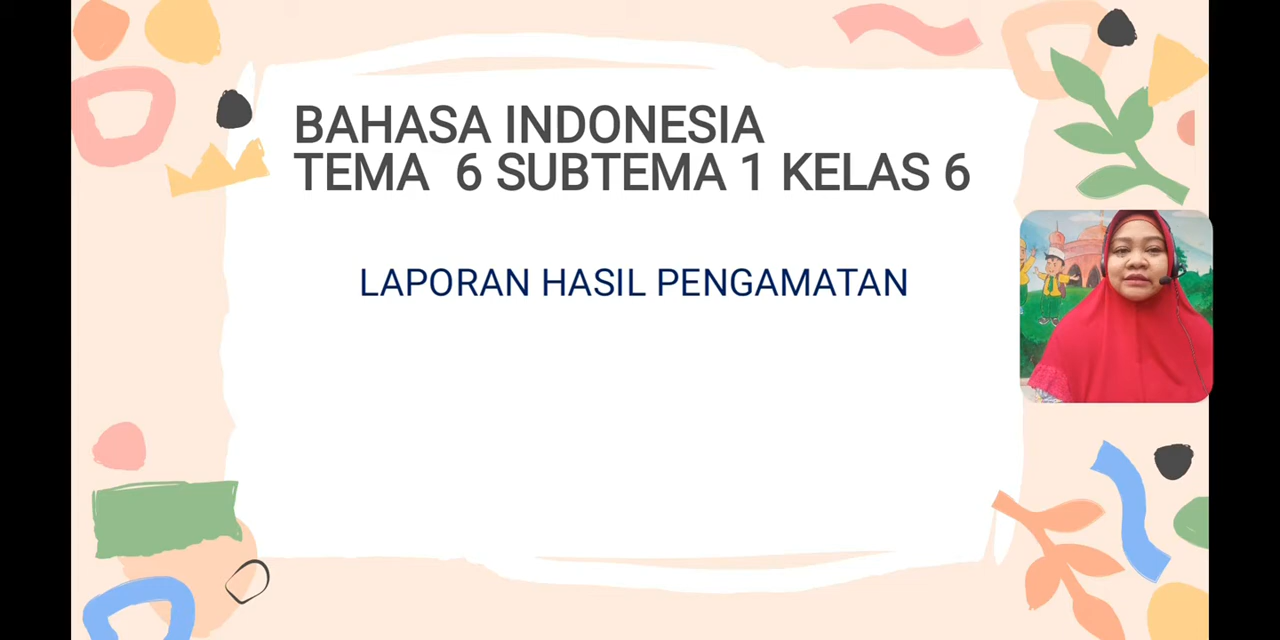 BAHASA INDONESIA
TEMA 6 SUBTEMA 1 KELAS 6
LAPORAN HASIL PENGAMATAN